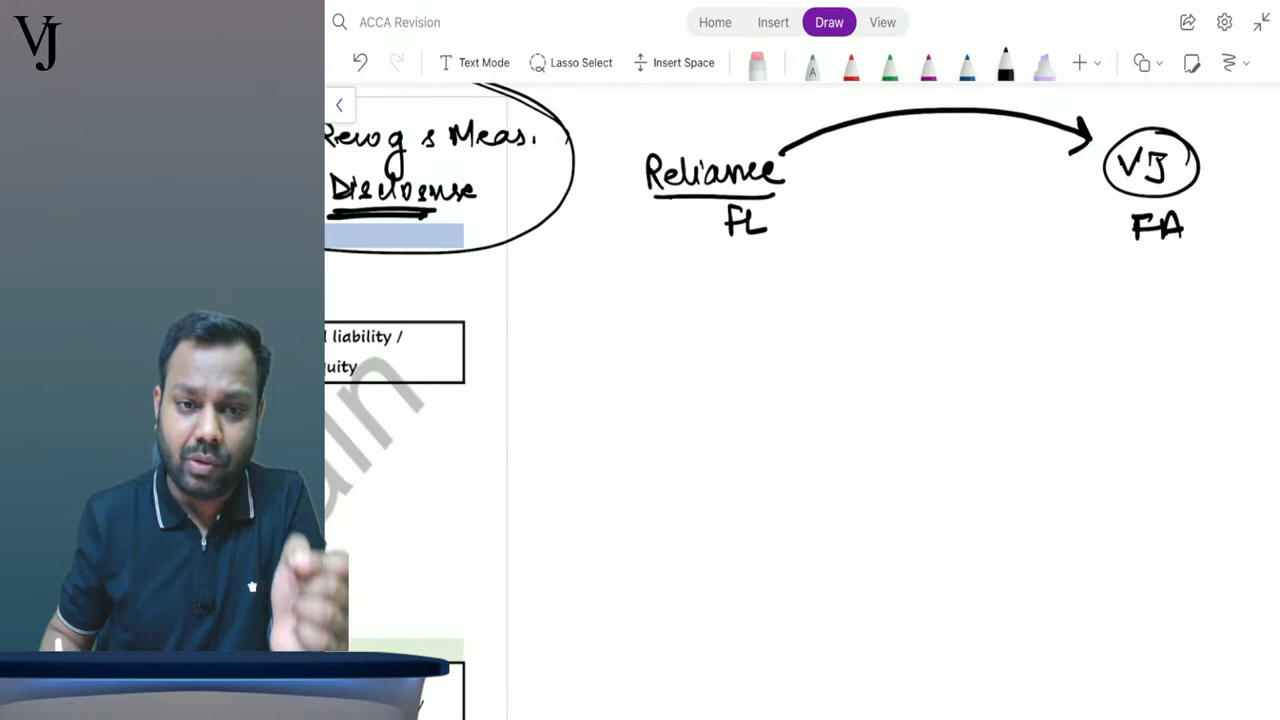 VJ
ACCA Revision
Home Insert Draw View
Text Mode Lasso Select Insert Space
Recog & Meas.
Disclosure
Reliance
FL
VJ
FA
l liability /
uity
ain